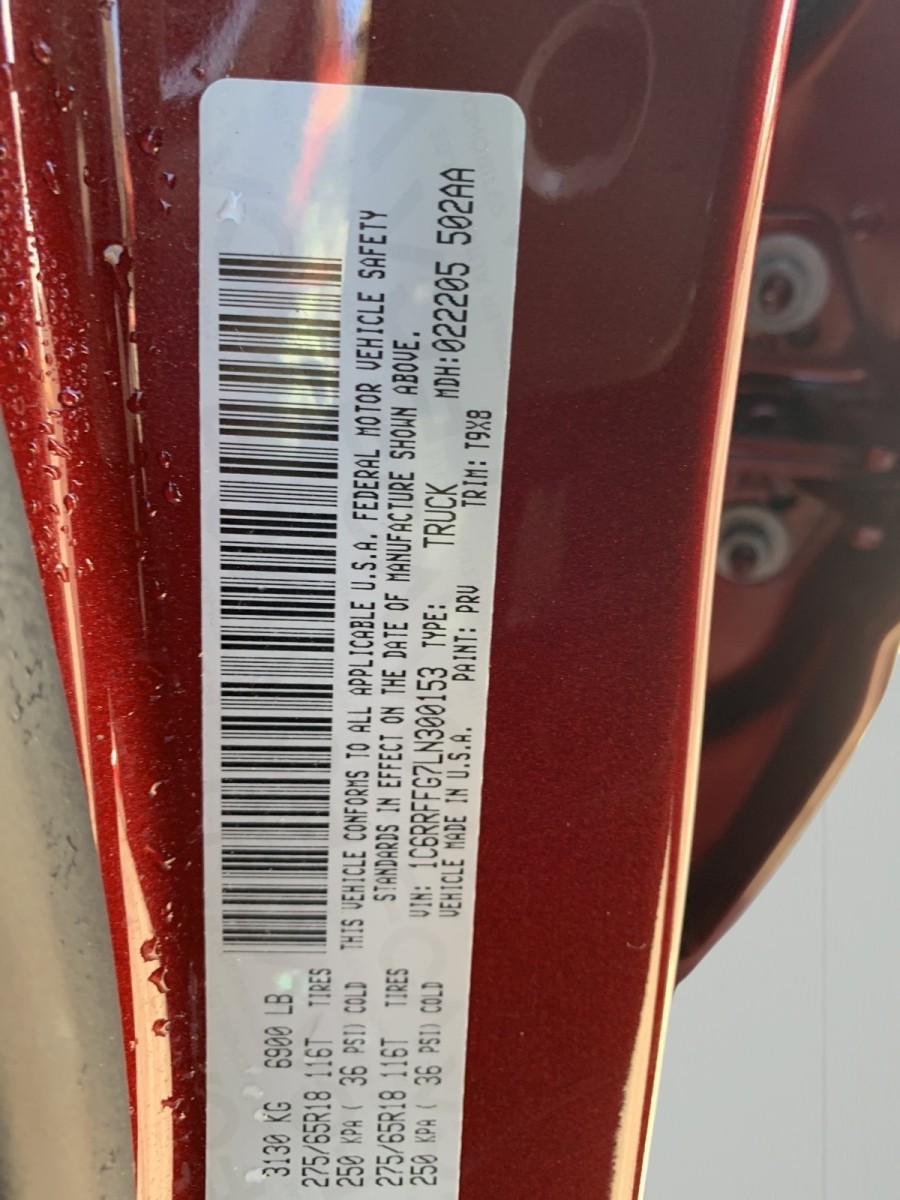 3130 KG 6900 LB
275/65R18 116T TIRES
250 KPA ( 36 PSI) COLD
275/65R18 116T TIRES
250 KPA ( 36 PSI) COLD
THIS VEHICLE CONFORMS TO ALL APPLICABLE U.S.A. FEDERAL MOTOR VEHICLE SAFETY
STANDARDS IN EFFECT ON THE DATE OF MANUFACTURE SHOWN ABOVE.
VIN: 1C6RRFFG7LN300153 TYPE: TRUCK MDH:022205 502AA
VEHICLE MADE IN U.S.A. PAINT: PRV TRIM: T9X8